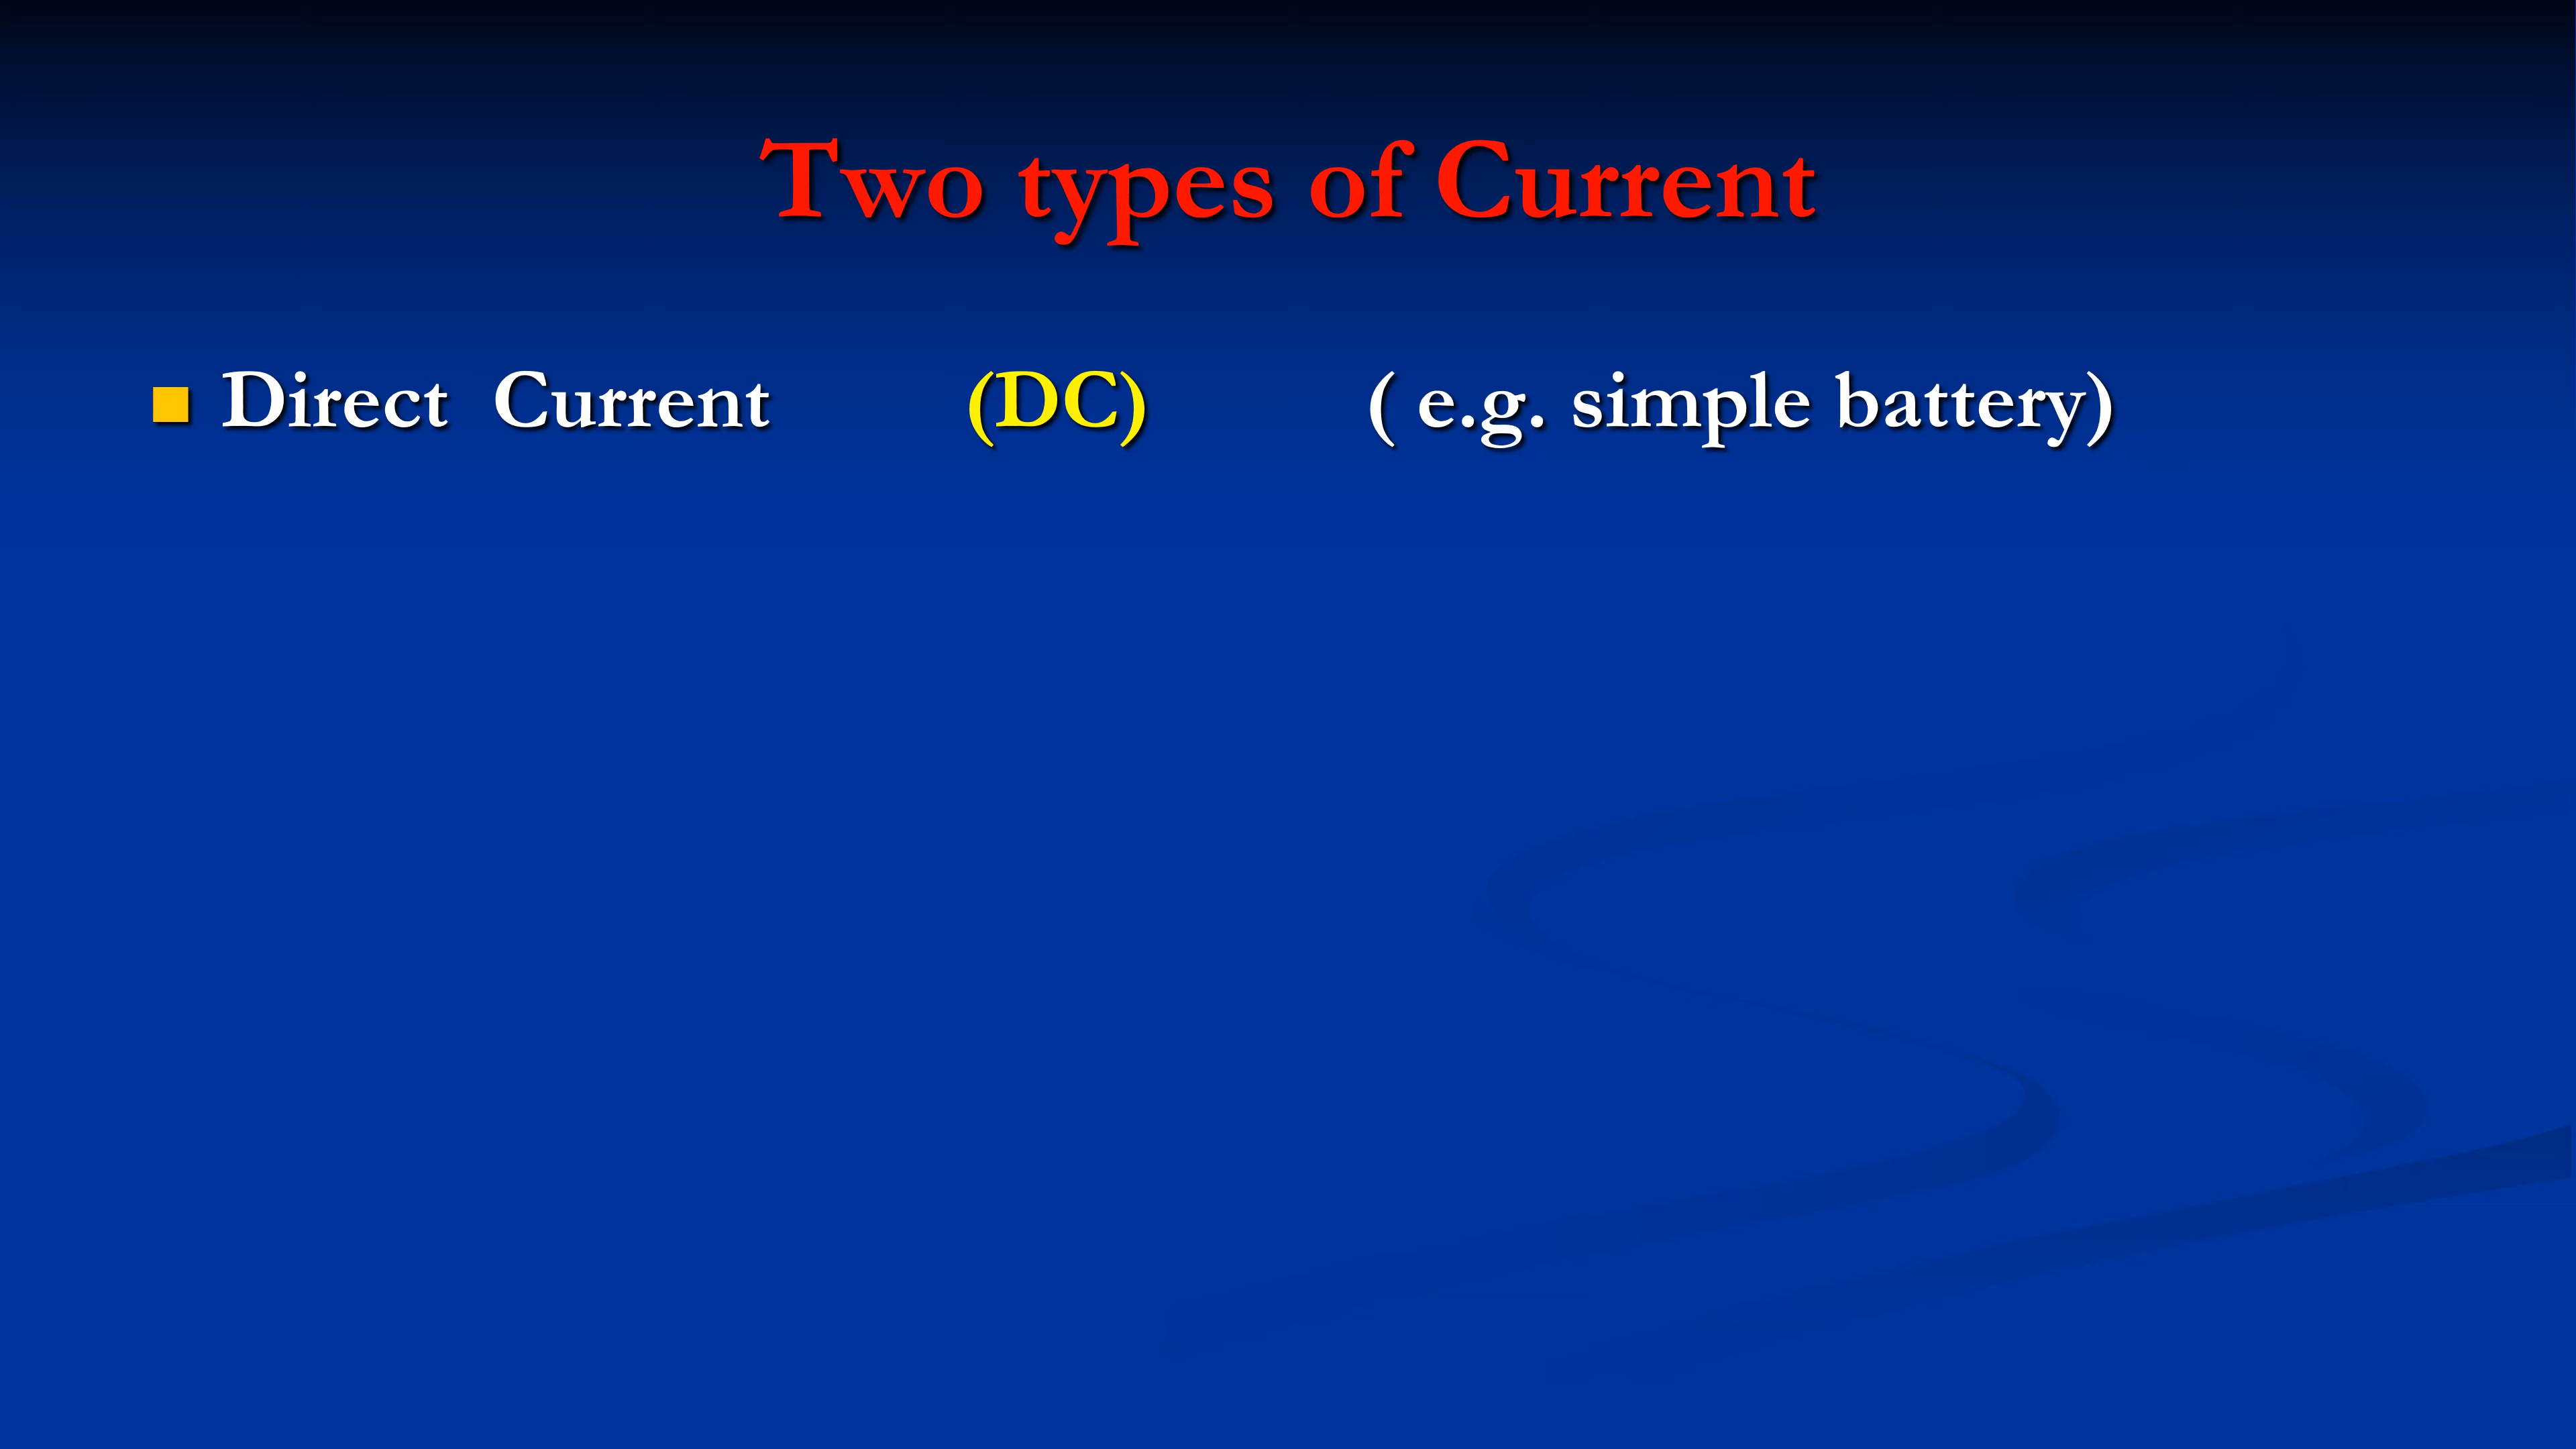 Two types of Current
Direct Current (DC) ( e.g. simple battery)